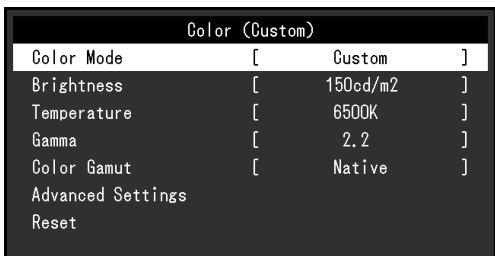 Color (Custom)
Color Mode [ Custom ]
Brightness [ 150cd/m2 ]
Temperature [ 6500K ]
Gamma [ 2.2 ]
Color Gamut [ Native ]
Advanced Settings
Reset